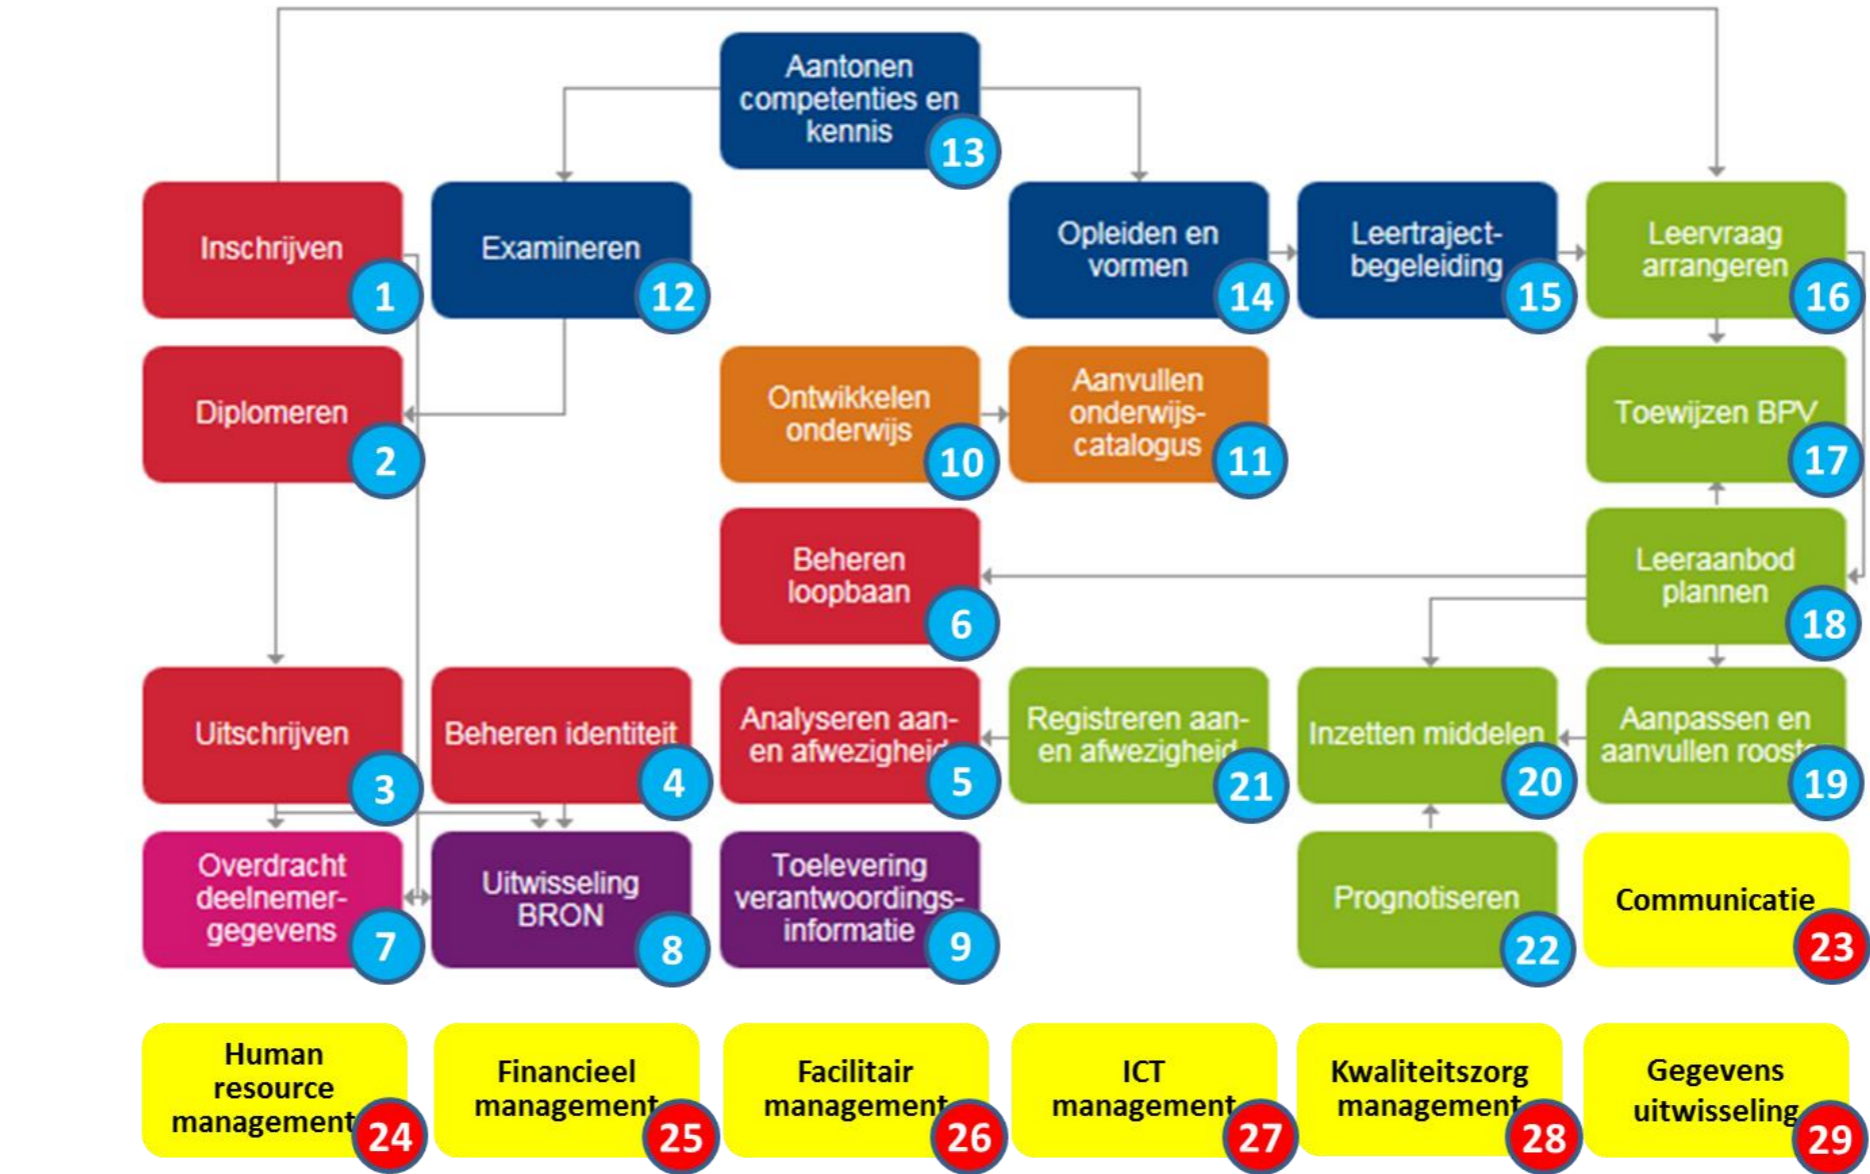 Aantonen
competenties en
kennis
13
Inschrijven
1
Examineren
12
Opleiden en
vormen
14
Leertraject-
begeleiding
15
Leervraag
arrangeren
16
Diplomeren
2
Ontwikkelen
onderwijs
10
Aanvullen
onderwijs-
catalogus
11
Toewijzen BPV
17
Beheren
loopbaan
6
Leeraanbod
plannen
18
Uitschrijven
3
Beheren identiteit
4
Analyseren aan-
en afwezigheid
5
Registreren aan-
en afwezigheid
21
Inzetten middelen
20
Aanpassen en
aanvullen rooste
19
Overdracht
deelnemer-
gegevens
7
Uitwisseling
BRON
8
Toelevering
verantwoordings-
informatie
9
Prognotiseren
22
Communicatie
23
Human
resource
management
24
Financieel
management
25
Facilitair
management
26
ICT
management
27
Kwaliteitszorg
management
28
Gegevens
uitwisseling
29